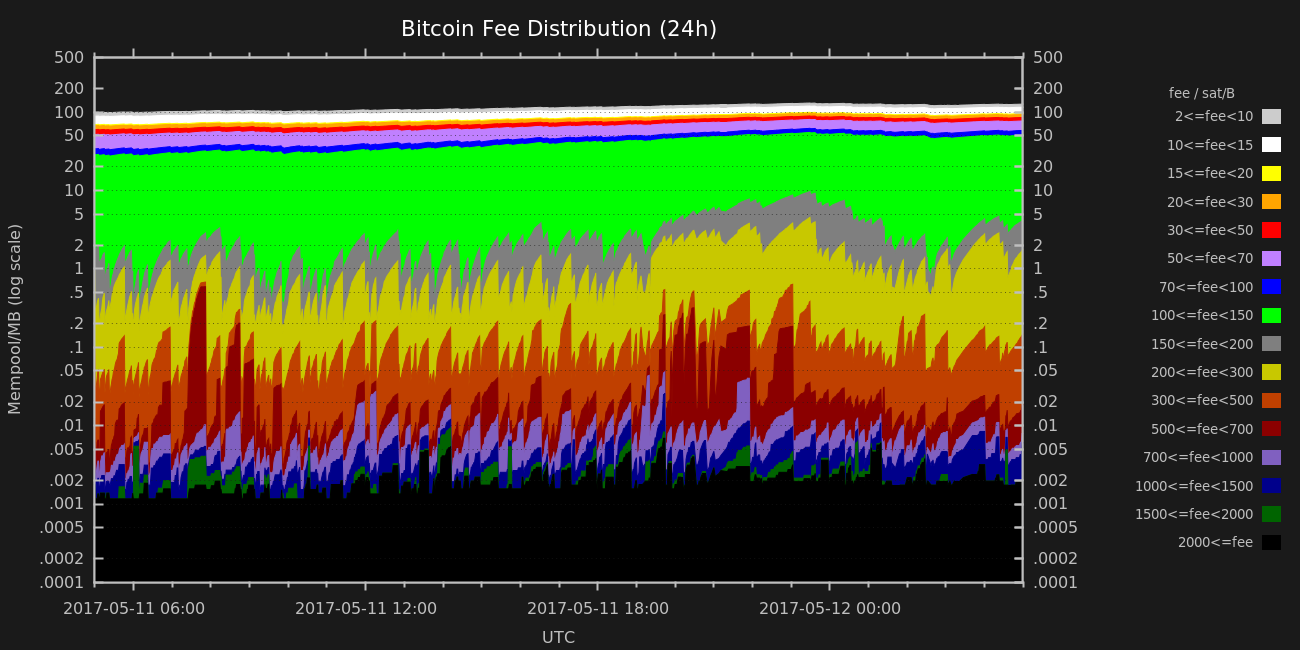 Bitcoin Fee Distribution (24h)
500
200
100
50
20
10
5
2
1
.5
.2
.1
.05
.02
.01
.005
.002
.001
.0005
.0002
.0001
Mempool/MB (log scale)
500
200
100
50
20
10
5
2
1
.5
.2
.1
.05
.02
.01
.005
.002
.001
.0005
.0002
.0001
2017-05-11 06:00 2017-05-11 12:00 2017-05-11 18:00 2017-05-12 00:00
UTC
fee / sat/B
2<=fee<10
10<=fee<15
15<=fee<20
20<=fee<30
30<=fee<50
50<=fee<70
70<=fee<100
100<=fee<150
150<=fee<200
200<=fee<300
300<=fee<500
500<=fee<700
700<=fee<1000
1000<=fee<1500
1500<=fee<2000
2000<=fee